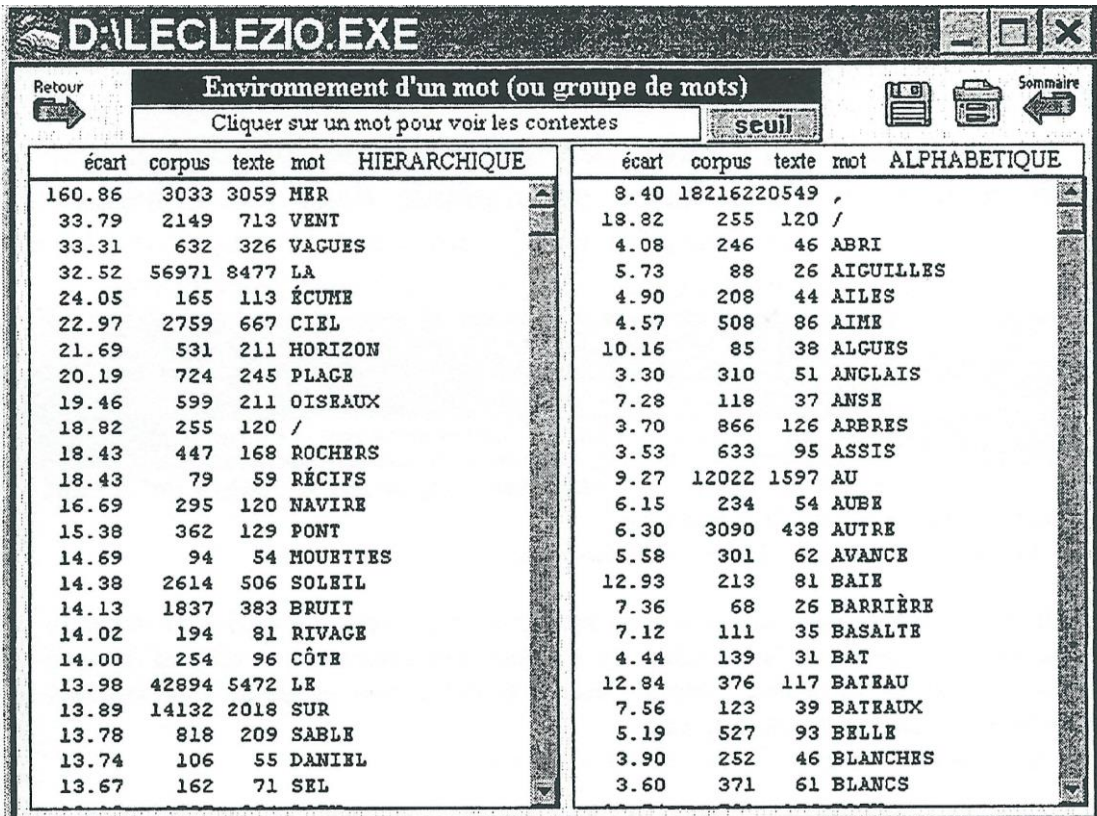 D:\LECLEZIO.EXE
Retour
Environnement d'un mot (ou groupe de mots)
Sommaire
Cliquer sur un mot pour voir les contextes
seuil
écart corpus texte mot HIERARCHIQUE
160.86 3033 3059 MER
33.79 2149 713 VENT
33.31 632 326 VAGUES
32.52 56971 8477 LA
24.05 165 113 ÉCUME
22.97 2759 667 CIEL
21.69 531 211 HORIZON
20.19 724 245 PLAGE
19.46 599 211 OISEAUX
18.82 255 120 /
18.43 447 168 ROCHERS
18.43 79 59 RÉCIFS
16.69 295 120 NAVIRE
15.38 362 129 PONT
14.69 94 54 MOUETTES
14.38 2614 506 SOLEIL
14.13 1837 383 BRUIT
14.02 194 81 RIVAGE
14.00 254 96 CÔTE
13.98 42894 5472 LE
13.89 14132 2018 SUR
13.78 818 209 SABLE
13.74 106 55 DANIEL
13.67 162 71 SEL
écart corpus texte mot ALPHABETIQUE
8.40 18216220549 ,
18.82 255 120 /
4.08 246 46 ABRI
5.73 88 26 AIGUILLES
4.90 208 44 AILES
4.57 508 86 AIME
10.16 85 38 ALGUES
3.30 310 51 ANGLAIS
7.28 118 37 ANSE
3.70 866 126 ARBRES
3.53 633 95 ASSIS
9.27 12022 1597 AU
6.15 234 54 AUBE
6.30 3090 438 AUTRE
5.58 301 62 AVANCE
12.93 213 81 BAIE
7.36 68 26 BARRIÈRE
7.12 111 35 BASALTE
4.44 139 31 BAT
12.84 376 117 BATEAU
7.56 123 39 BATEAUX
5.19 527 93 BELLE
3.90 252 46 BLANCHES
3.60 371 61 BLANCS